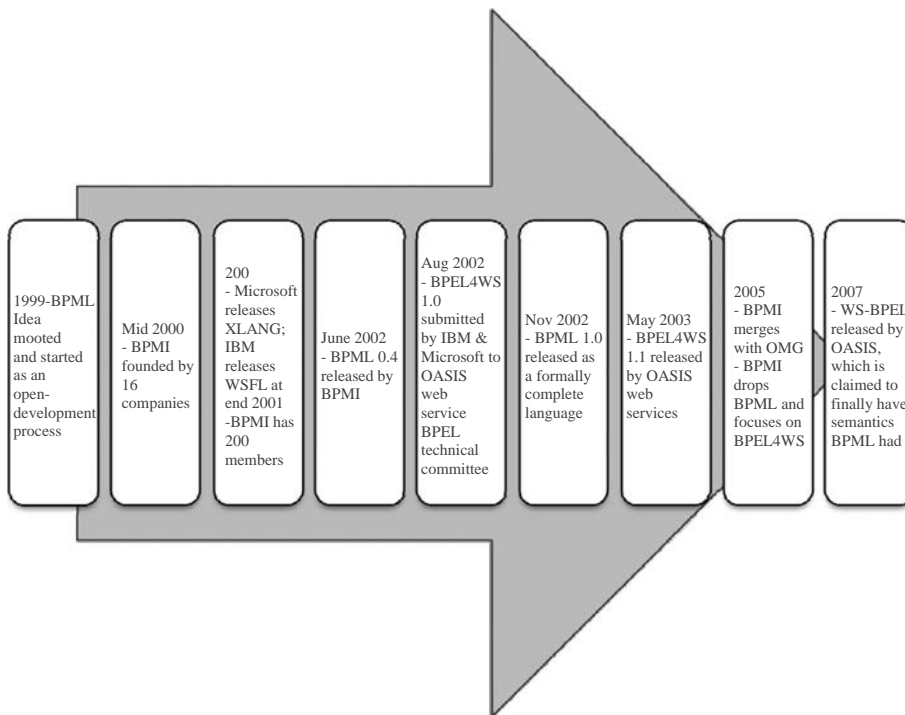 1999-BPML
Idea
mooted
and started
as an
open-
development
process
Mid 2000
- BPMI
founded by
16
companies
200
- Microsoft
releases
XLANG;
IBM
releases
WSFL at
end 2001
-BPMI has
200
members
June 2002
- BPML 0.4
released by
BPMI
Aug 2002
- BPEL4WS
1.0
submitted
by IBM &
Microsoft to
OASIS
web
service
BPEL
technical
committee
Nov 2002
- BPML 1.0
released as
a formally
complete
language
May 2003
- BPEL4WS
1.1 released
by OASIS
web
services
2005
- BPMI
merges
with OMG
- BPMI
drops
BPML and
focuses on
BPEL4WS
2007
- WS-BPEL
released by
OASIS,
which is
claimed to
finally have
semantics
BPML had